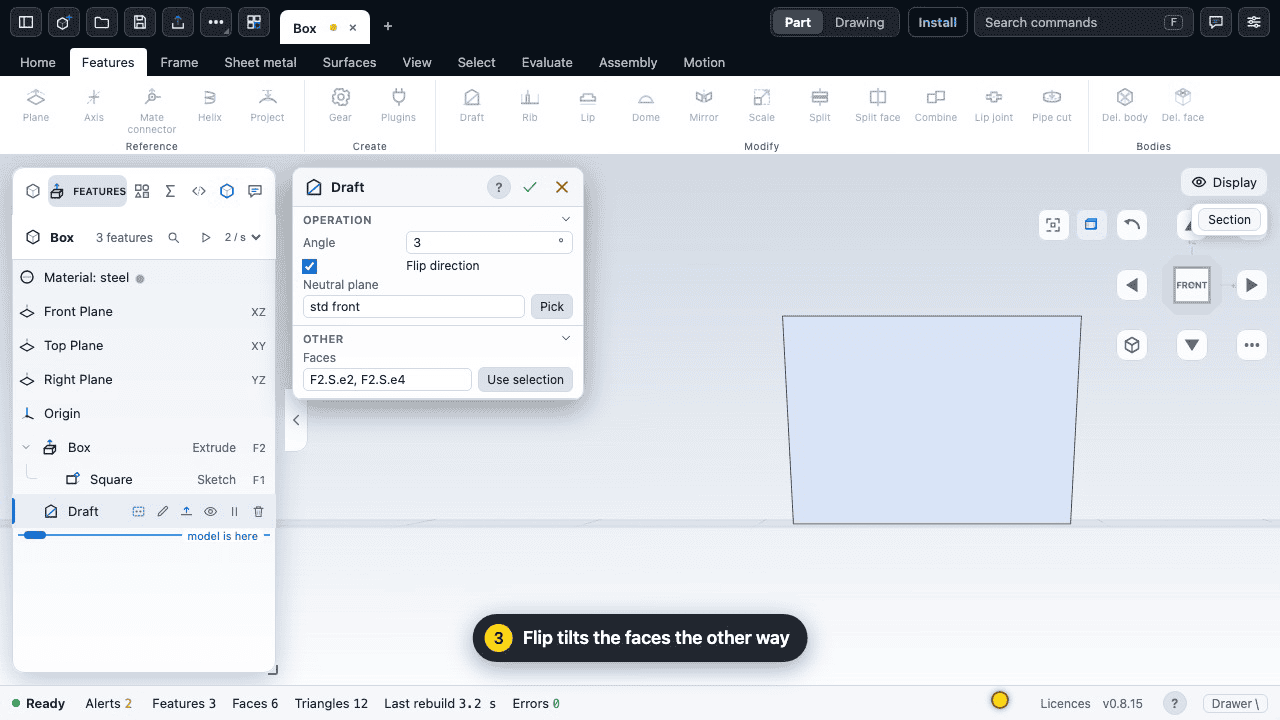 Box
Part
Drawing
Install
Search commands
F
Home
Features
Frame
Sheet metal
Surfaces
View
Select
Evaluate
Assembly
Motion
Plane
Axis
Mate connector
Helix
Project
Gear
Plugins
Draft
Rib
Lip
Dome
Mirror
Scale
Split
Split face
Combine
Lip joint
Pipe cut
Del. body
Del. face
Reference
Create
Modify
Bodies
FEATURES
Box
3 features
2 / s
Material: steel
Front Plane
XZ
Top Plane
XY
Right Plane
YZ
Origin
Box
Extrude
F2
Square
Sketch
F1
Draft
model is here
Draft
?
OPERATION
Angle
3
°
Flip direction
Neutral plane
std front
Pick
OTHER
Faces
F2.S.e2, F2.S.e4
Use selection
Display
Section
FRONT
3
Flip tilts the faces the other way
Ready
Alerts 2
Features 3
Faces 6
Triangles 12
Last rebuild 3.2 s
Errors 0
Licences
v0.8.15
?
Drawer \